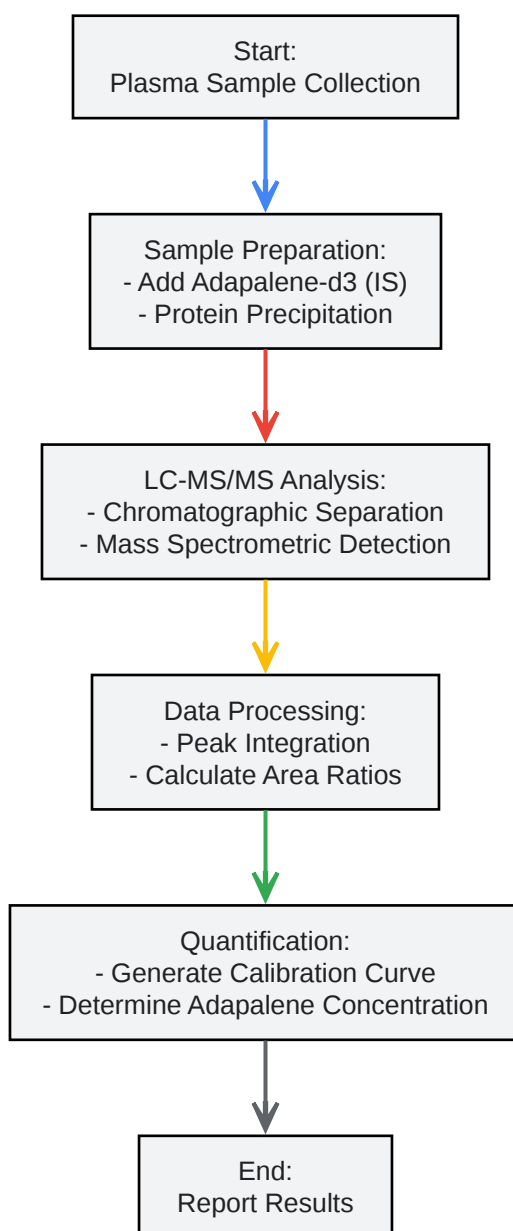 Start:
Plasma Sample Collection
Sample Preparation:
- Add Adapalene-d3 (IS)
- Protein Precipitation
LC-MS/MS Analysis:
- Chromatographic Separation
- Mass Spectrometric Detection
Data Processing:
- Peak Integration
- Calculate Area Ratios
Quantification:
- Generate Calibration Curve
- Determine Adapalene Concentration
End:
Report Results